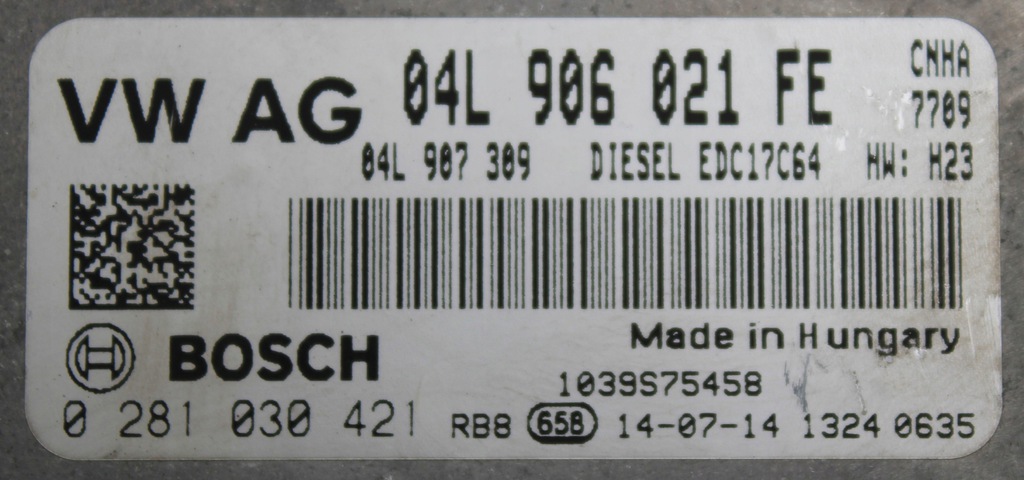 VW AG 04L 906 021 FE CNHA
7709
04L 907 309 DIESEL EDC17C64 HW: H23
BOSCH Made in Hungary
1039S75458
0 281 030 421 RB8 658 14-07-14 1324 0635